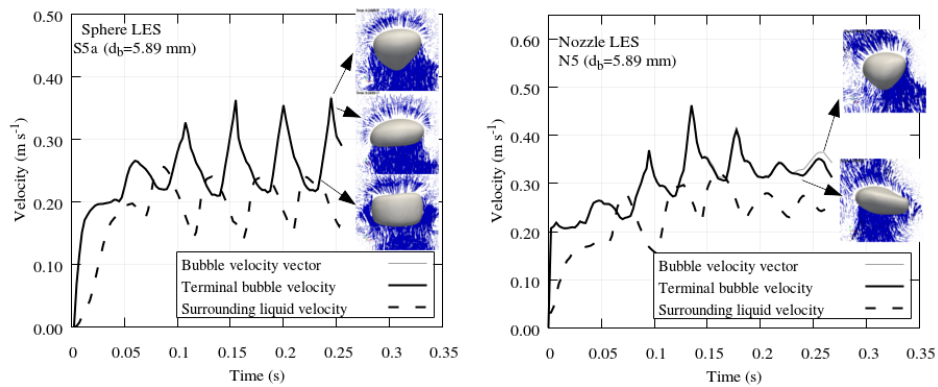 Sphere LES
S5a (db=5.89 mm)
Velocity (m s-1)
0.50
0.40
0.30
0.20
0.10
0.00
Bubble velocity vector
Terminal bubble velocity
Surrounding liquid velocity
0 0.05 0.1 0.15 0.2 0.25 0.3 0.35
Time (s)
Nozzle LES
N5 (db=5.89 mm)
Velocity (m s-1)
0.60
0.50
0.40
0.30
0.20
0.10
0.00
Bubble velocity vector
Terminal bubble velocity
Surrounding liquid velocity
0 0.05 0.1 0.15 0.2 0.25 0.3 0.35
Time (s)